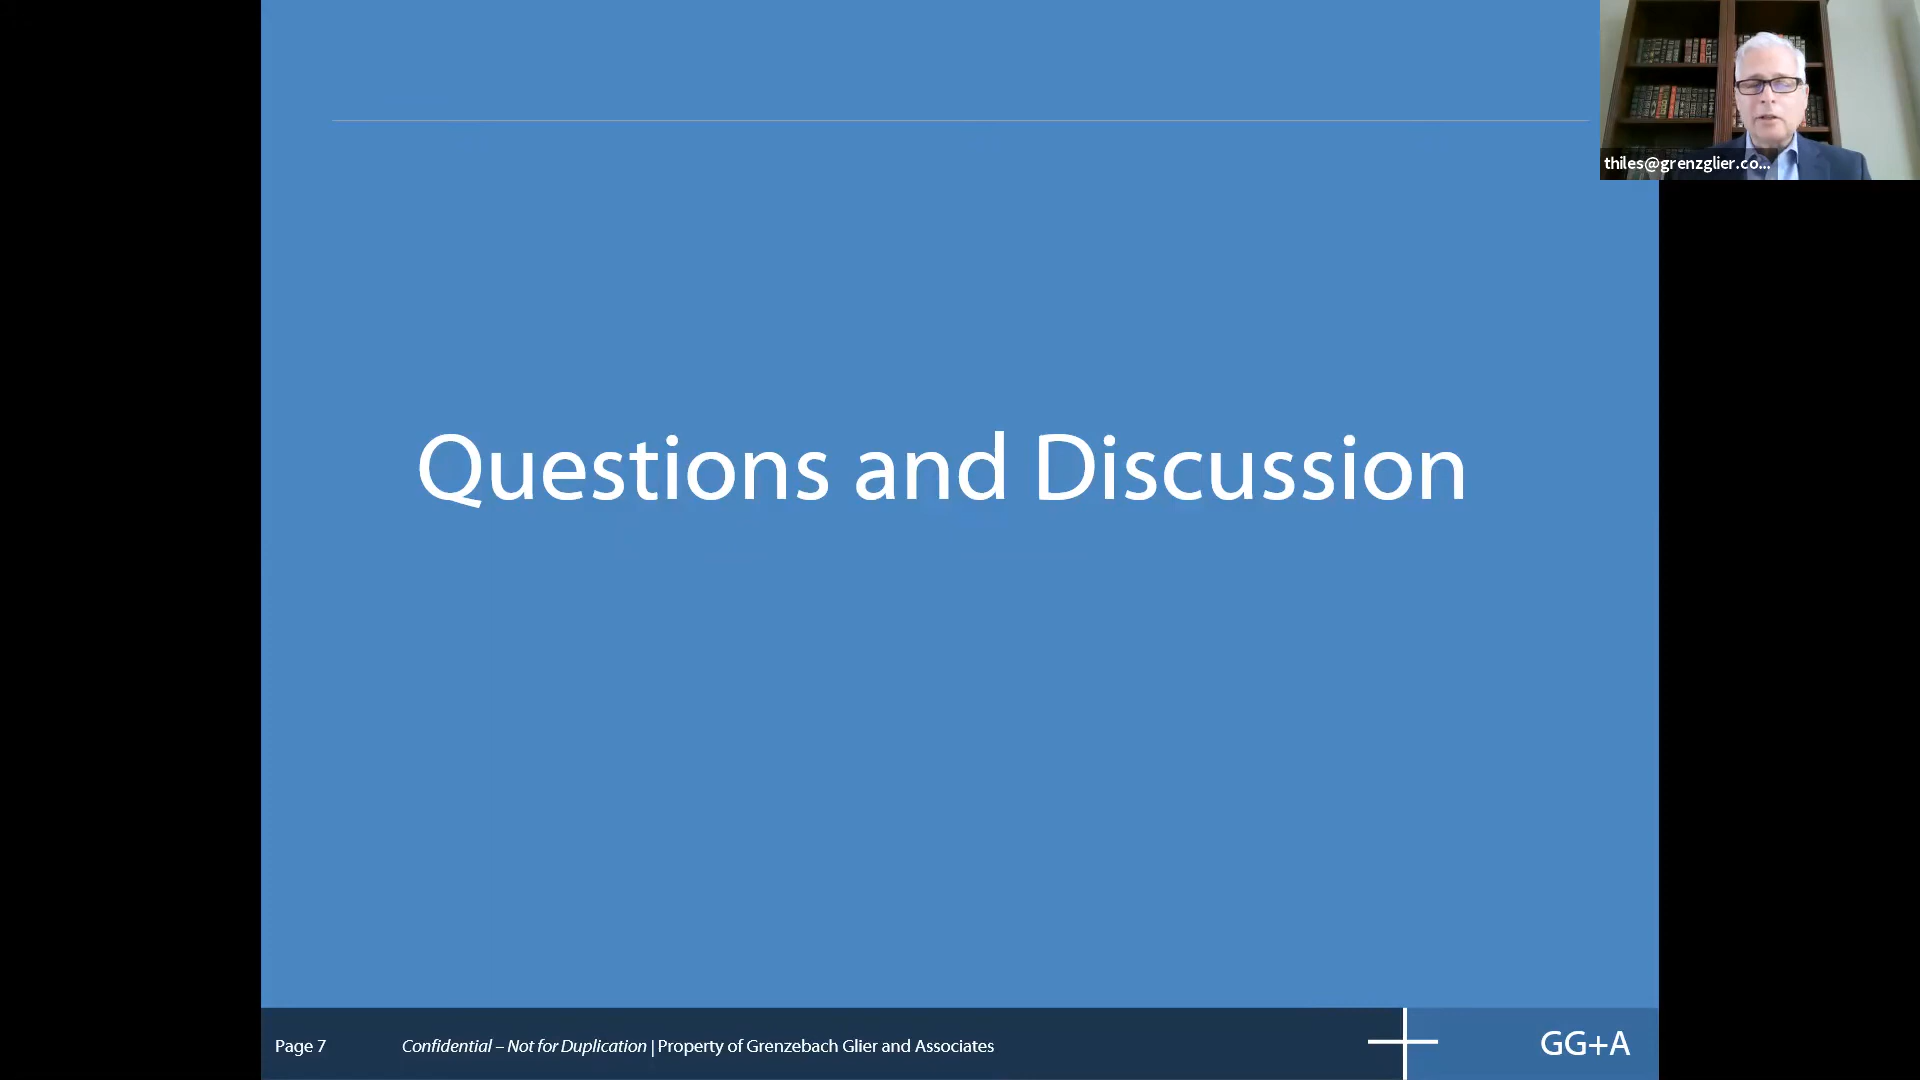 thiles@grenzglier.co...
Questions and Discussion
Page 7
Confidential – Not for Duplication | Property of Grenzebach Glier and Associates
GG+A